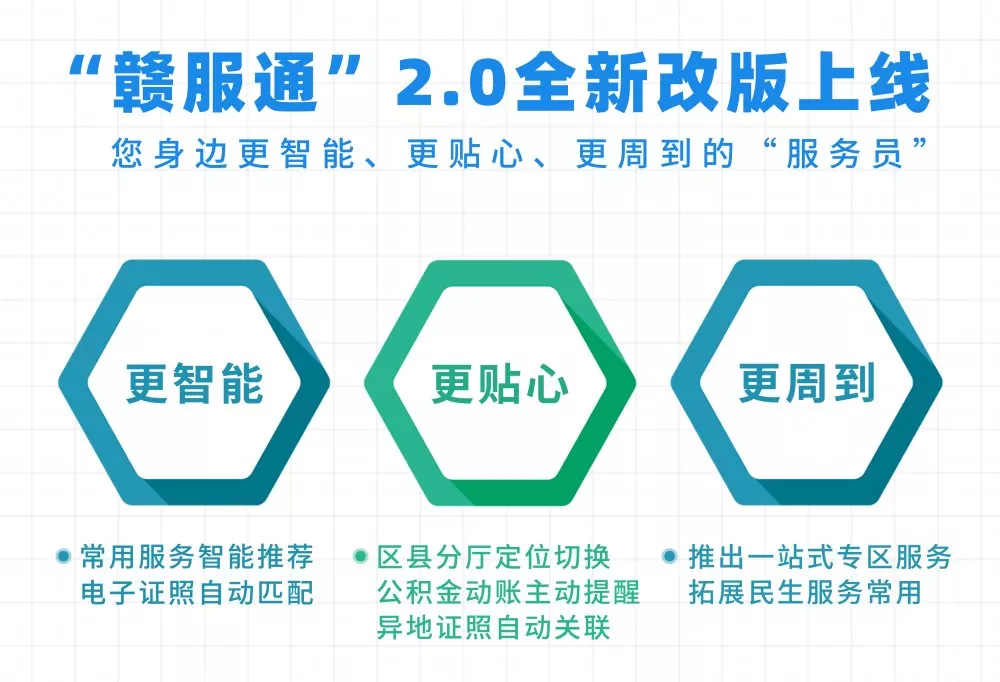 “赣服通”2.0全新改版上线
您身边更智能、更贴心、更周到的“服务员”
更智能
更贴心
更周到
常用服务智能推荐
电子证照自动匹配
区县分厅定位切换
公积金动账主动提醒
异地证照自动关联
推出一站式专区服务
拓展民生服务常用